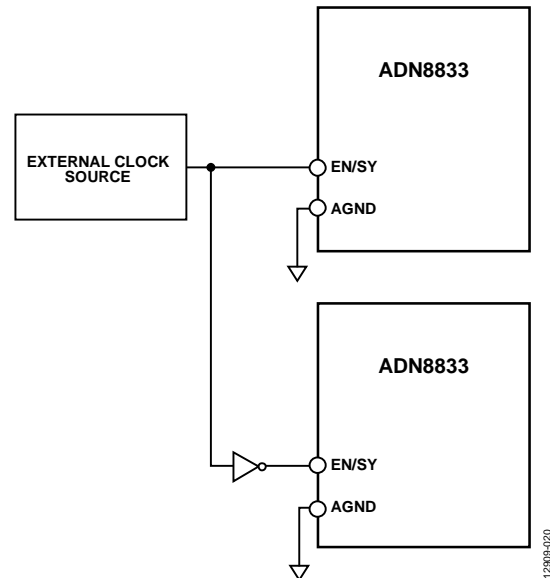 ADN8833
EXTERNAL CLOCK
SOURCE
EN/SY
AGND
ADN8833
EN/SY
AGND
12909-020